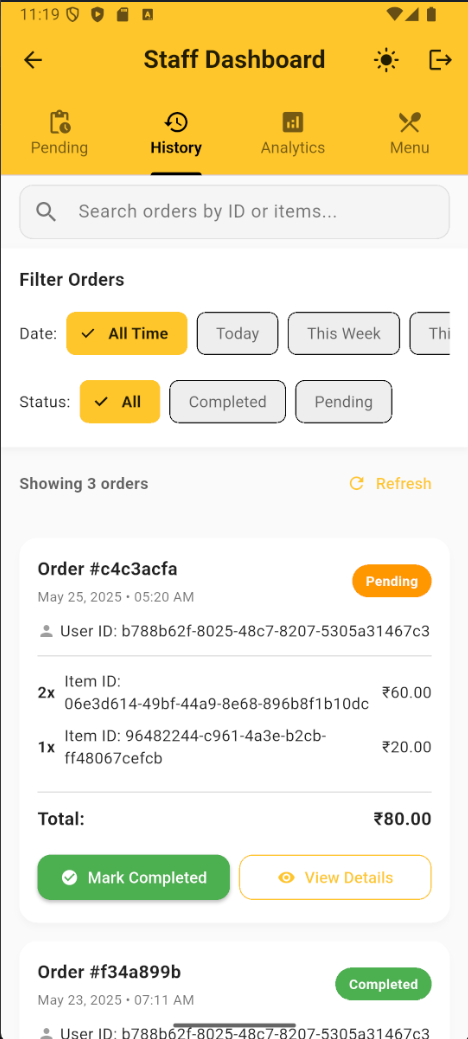 11:19
Staff Dashboard
Pending
History
Analytics
Menu
Search orders by ID or items...
Filter Orders
Date:
All Time
Today
This Week
Thi
Status:
All
Completed
Pending
Showing 3 orders
Refresh
Order #c4c3acfa
Pending
May 25, 2025 • 05:20 AM
User ID: b788b62f-8025-48c7-8207-5305a31467c3
2x
Item ID:
06e3d614-49bf-44a9-8e68-896b8f1b10dc
₹60.00
1x
Item ID: 96482244-c961-4a3e-b2cb-
ff48067cefcb
₹20.00
Total:
₹80.00
Mark Completed
View Details
Order #f34a899b
Completed
May 23, 2025 • 07:11 AM
User ID: b788b62f-8025-48c7-8207-5305a31467c3